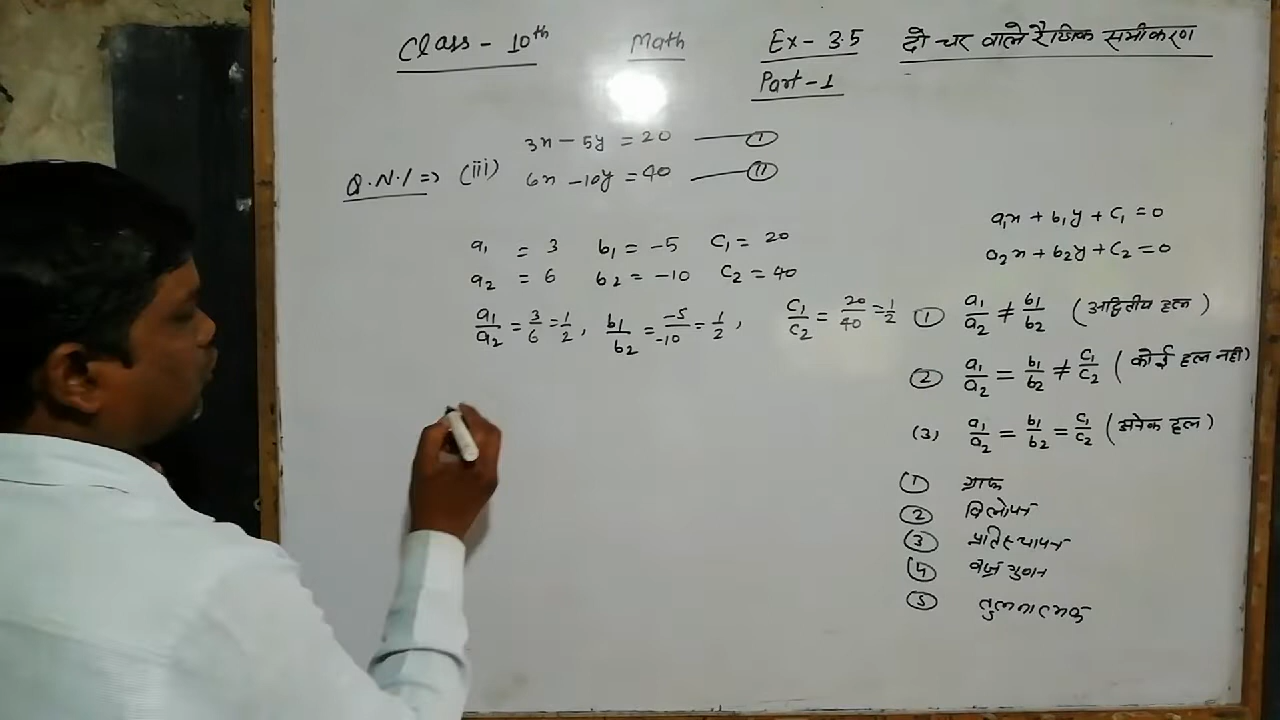 Class - 10th Math Ex - 3.5 दो चर वाले रैखिक समीकरण
Part - 1
3x - 5y = 20 —— (I)
Q.N.1 => (iii) 6x - 10y = 40 —— (II)
a₁ = 3 b₁ = -5 C₁ = 20
a₂ = 6 b₂ = -10 C₂ = 40
a₁/a₂ = 3/6 = 1/2, b₁/b₂ = -5/-10 = 1/2, C₁/C₂ = 20/40 = 1/2
a₁x + b₁y + C₁ = 0
a₂x + b₂y + C₂ = 0
(1) a₁/a₂ ≠ b₁/b₂ (अद्वितीय हल)
(2) a₁/a₂ = b₁/b₂ ≠ C₁/C₂ (कोई हल नहीं)
(3) a₁/a₂ = b₁/b₂ = C₁/C₂ (अनेक हल)
(1) ग्राफ
(2) विलोपन
(3) प्रतिस्थापन
(4) वज्र गुणन
(5) तुलनात्मक